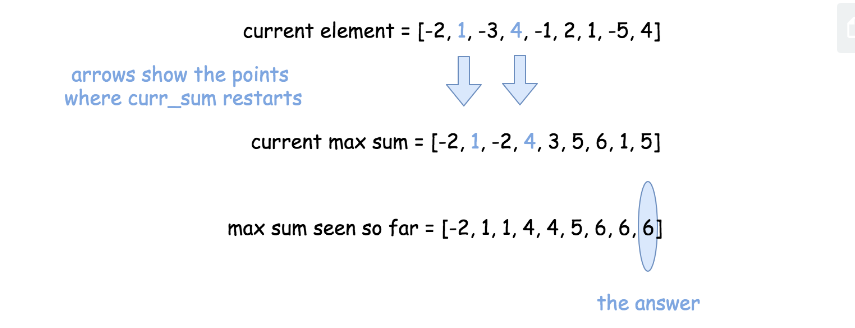 current element = [-2, 1, -3, 4, -1, 2, 1, -5, 4]
arrows show the points
where curr_sum restarts
current max sum = [-2, 1, -2, 4, 3, 5, 6, 1, 5]
max sum seen so far = [-2, 1, 1, 4, 4, 5, 6, 6, 6]
the answer